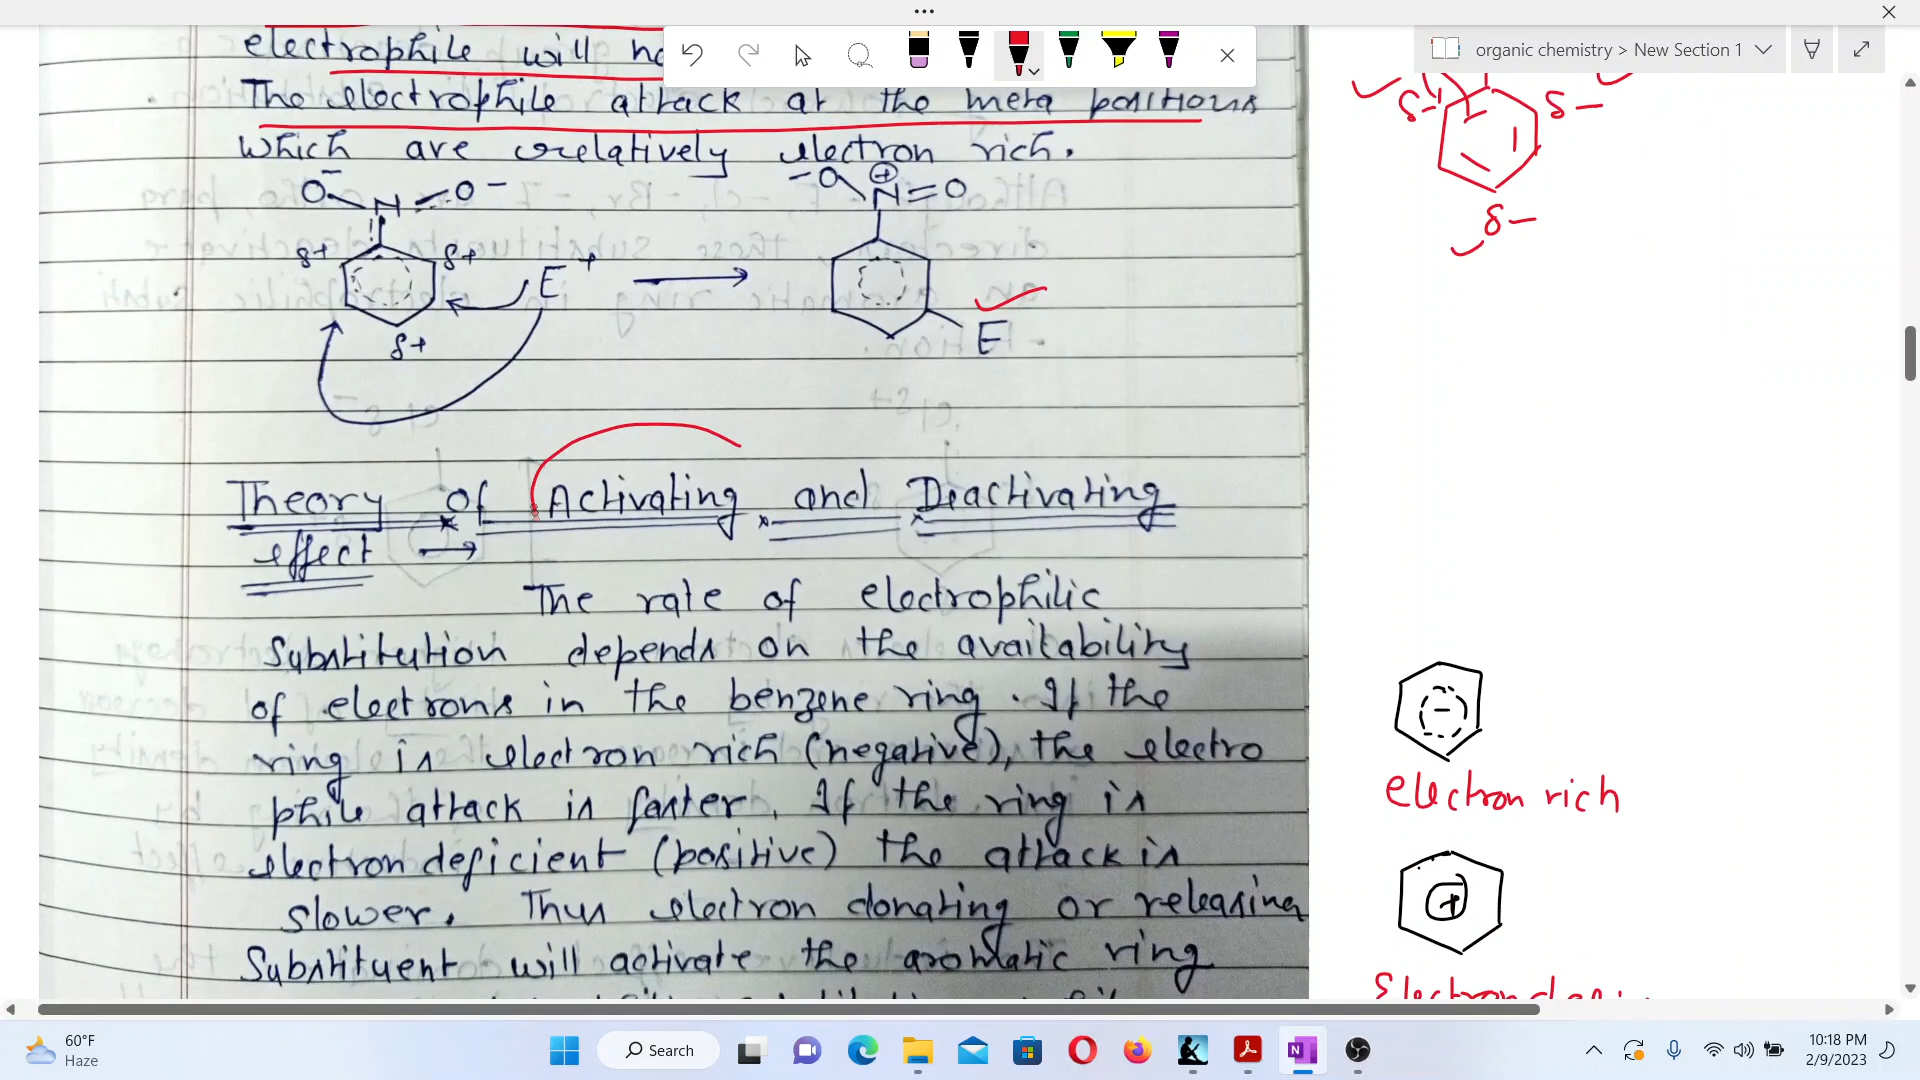 organic chemistry > New Section 1
electrophile will
The electrophile attack at the meta positions
which are relatively electron rich.
O⁻ N O⁻
⁻O N⊕ = O
δ+ δ+ E+
δ+
E
δ- δ-
δ-
Theory of Activating and Deactivating
effect →
The rate of electrophilic
Substitution depends on the availability
of electrons in the benzene ring. If the
ring is electron rich (negative), the electro
phile attack is faster. If the ring is
electron deficient (positive) the attack is
slower. Thus electron donating or releasing
Substituent will activate the aromatic ring
-
electron rich
+
60°F
Haze
Search
10:18 PM
2/9/2023